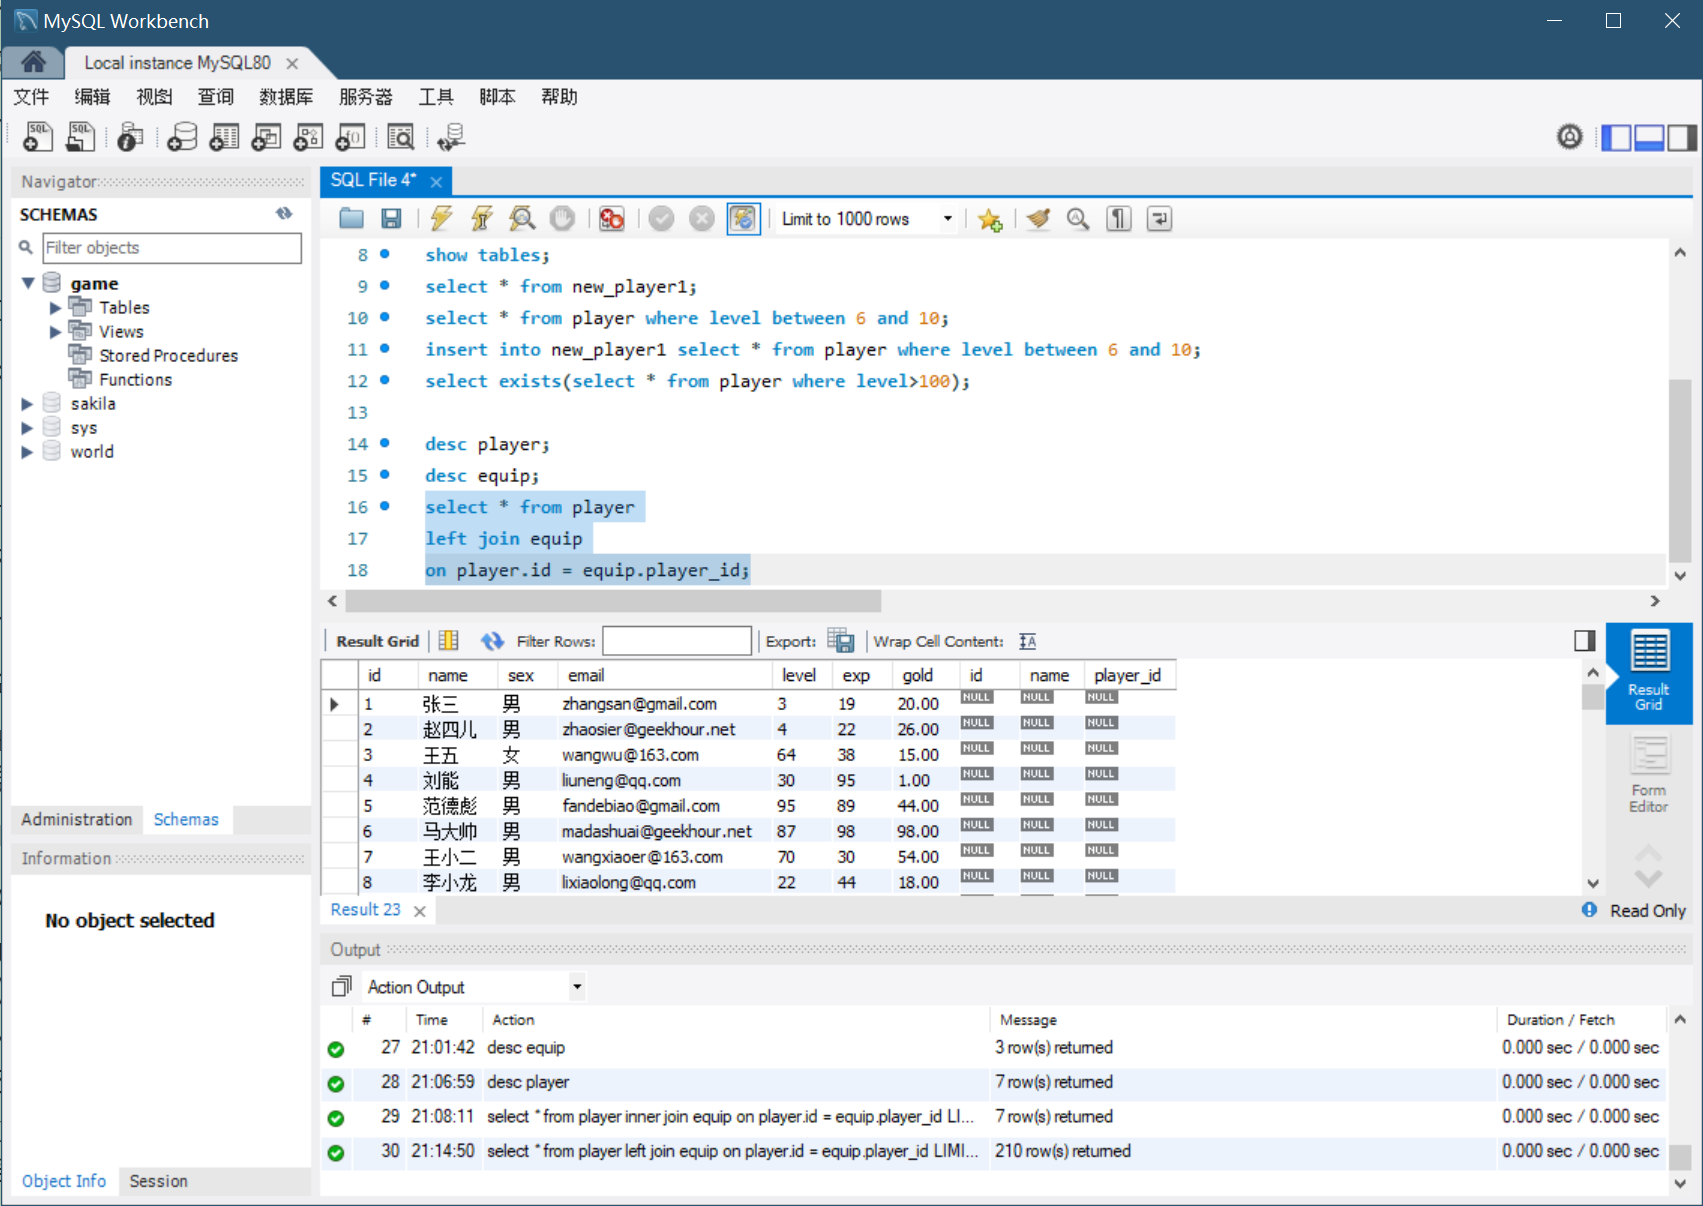 MySQL Workbench
Local instance MySQL80
文件 编辑 视图 查询 数据库 服务器 工具 脚本 帮助
Navigator
SCHEMAS
Filter objects
game
Tables
Views
Stored Procedures
Functions
sakila
sys
world
Administration Schemas
Information
No object selected
Object Info Session
SQL File 4*
Limit to 1000 rows
8 show tables;
9 select * from new_player1;
10 select * from player where level between 6 and 10;
11 insert into new_player1 select * from player where level between 6 and 10;
12 select exists(select * from player where level>100);
13
14 desc player;
15 desc equip;
16 select * from player
17 left join equip
18 on player.id = equip.player_id;
Result Grid Filter Rows: Export: Wrap Cell Content:
id name sex email level exp gold id name player_id
1 张三 男 zhangsan@gmail.com 3 19 20.00 NULL NULL NULL
2 赵四儿 男 zhaosier@geekhour.net 4 22 26.00 NULL NULL NULL
3 王五 女 wangwu@163.com 64 38 15.00 NULL NULL NULL
4 刘能 男 liuneng@qq.com 30 95 1.00 NULL NULL NULL
5 范德彪 男 fandebiao@gmail.com 95 89 44.00 NULL NULL NULL
6 马大帅 男 madashuai@geekhour.net 87 98 98.00 NULL NULL NULL
7 王小二 男 wangxiaoer@163.com 70 30 54.00 NULL NULL NULL
8 李小龙 男 lixiaolong@qq.com 22 44 18.00 NULL NULL NULL
Result
Grid
Form
Editor
Result 23
Read Only
Output
Action Output
# Time Action Message Duration / Fetch
27 21:01:42 desc equip 3 row(s) returned 0.000 sec / 0.000 sec
28 21:06:59 desc player 7 row(s) returned 0.000 sec / 0.000 sec
29 21:08:11 select * from player inner join equip on player.id = equip.player_id LI... 7 row(s) returned 0.000 sec / 0.000 sec
30 21:14:50 select * from player left join equip on player.id = equip.player_id LIMI... 210 row(s) returned 0.000 sec / 0.000 sec